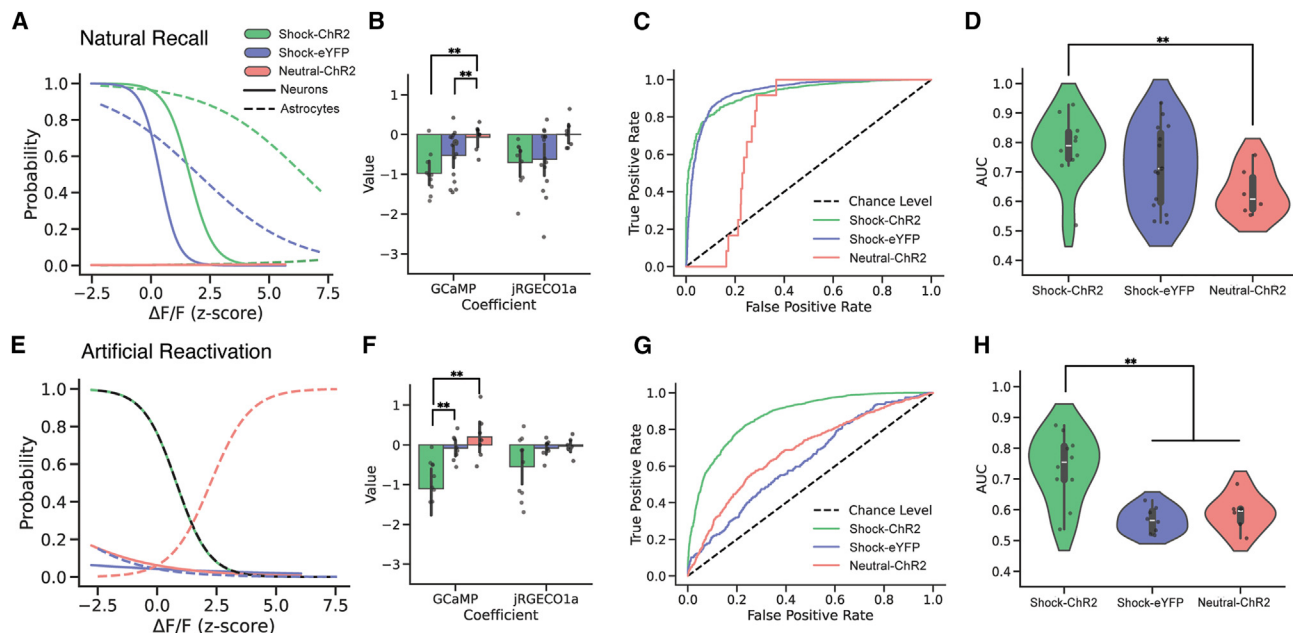 A
Natural Recall
Shock-ChR2
Shock-eYFP
Neutral-ChR2
Neurons
Astrocytes
Probability
1.0
0.8
0.6
0.4
0.2
0.0
−2.5 0.0 2.5 5.0 7.5
ΔF/F (z-score)
B
**
**
Value
1
0
−1
−2
−3
GCaMP jRGECO1a
Coefficient
C
True Positive Rate
1.0
0.8
0.6
0.4
0.2
0.0
Chance Level
Shock-ChR2
Shock-eYFP
Neutral-ChR2
0.0 0.2 0.4 0.6 0.8 1.0
False Positive Rate
D
**
AUC
1.0
0.9
0.8
0.7
0.6
0.5
0.4
Shock-ChR2 Shock-eYFP Neutral-ChR2
E
Artificial Reactivation
Probability
1.0
0.8
0.6
0.4
0.2
0.0
−2.5 0.0 2.5 5.0 7.5
ΔF/F (z-score)
F
**
**
Value
1
0
−1
−2
−3
GCaMP jRGECO1a
Coefficient
G
True Positive Rate
1.0
0.8
0.6
0.4
0.2
0.0
Chance Level
Shock-ChR2
Shock-eYFP
Neutral-ChR2
0.0 0.2 0.4 0.6 0.8 1.0
False Positive Rate
H
**
AUC
1.0
0.9
0.8
0.7
0.6
0.5
0.4
Shock-ChR2 Shock-eYFP Neutral-ChR2